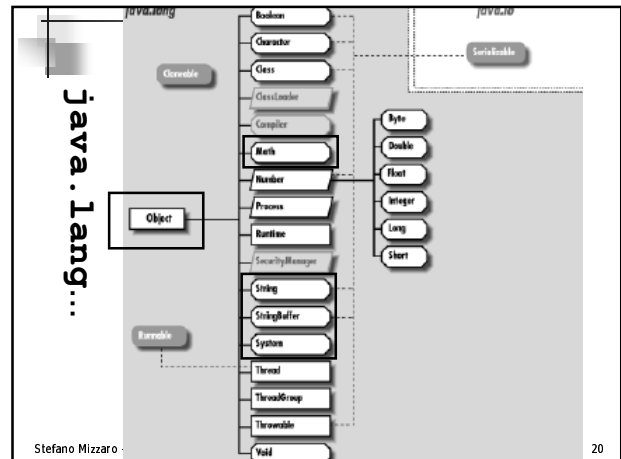 java.lang
java.io
Boolean
Character
Serializable
Class
Cloneable
ClassLoader
Compiler
Byte
Math
Double
Number
Float
Process
Integer
Object
Runtime
Long
SecurityManager
Short
String
StringBuffer
Runnable
System
Thread
ThreadGroup
Throwable
Void
java.lang...
Stefano Mizzaro -
20